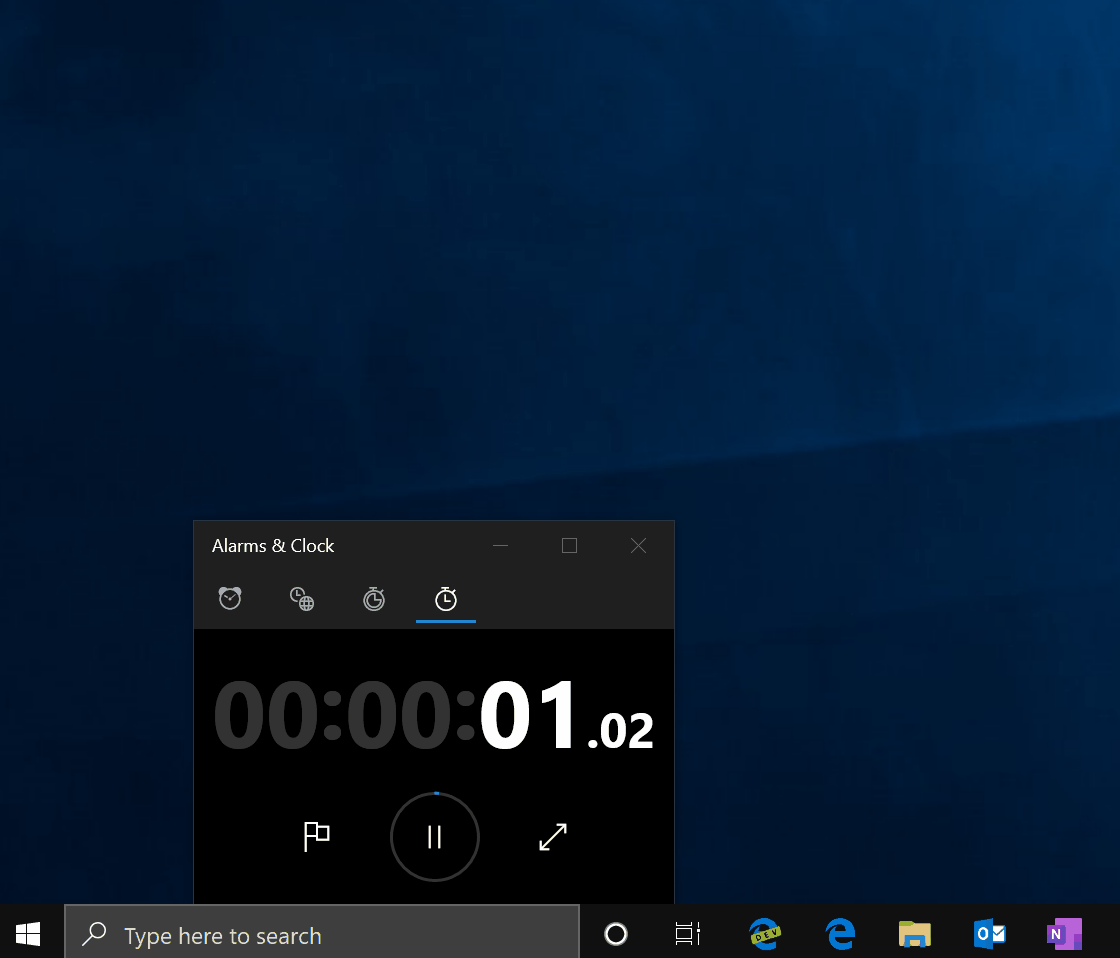 Alarms & Clock
00:00:01.02
Type here to search
DEV
O
N